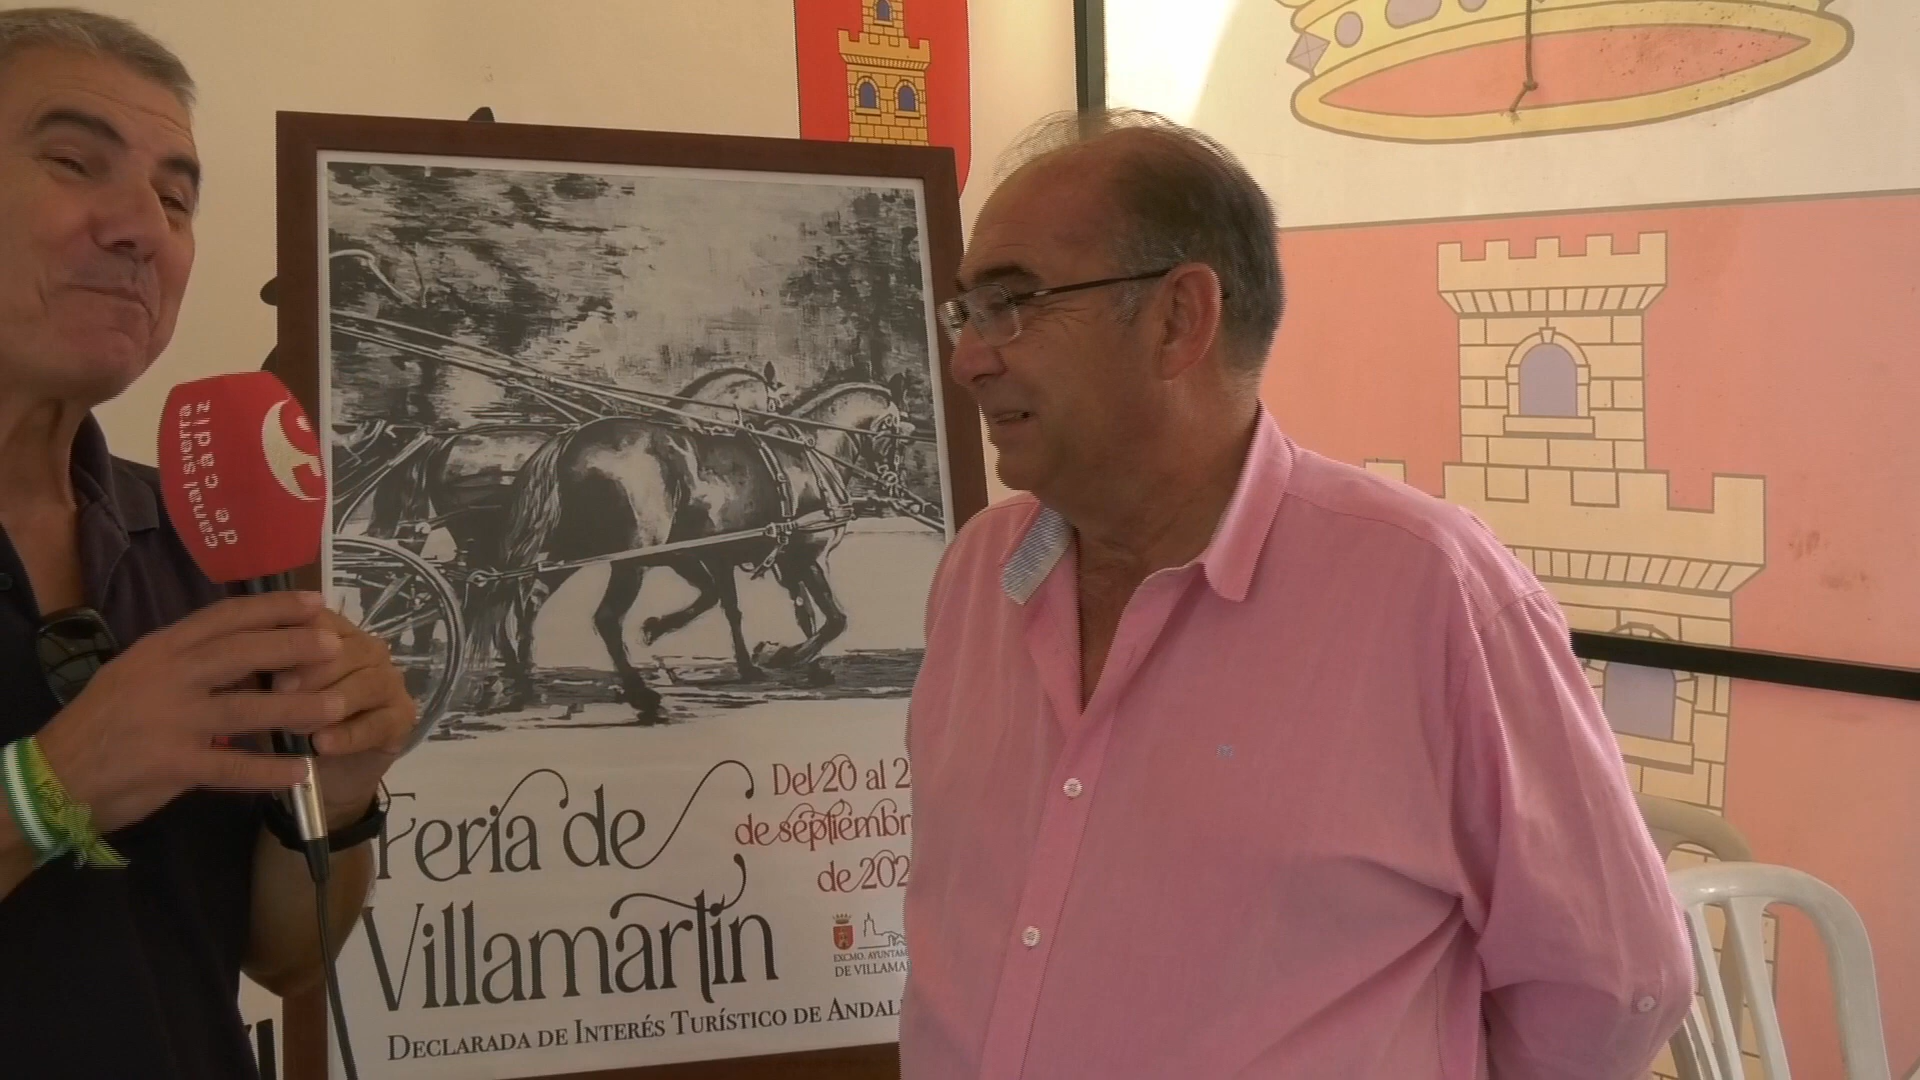 canal sierra
de cádiz
Feria de
Villamartín
Del 20 al 2
de septiembr
de 202
EXCMO. AYUNTAM
DE VILLAMA
DECLARADA DE INTERÉS TURÍSTICO DE ANDAL